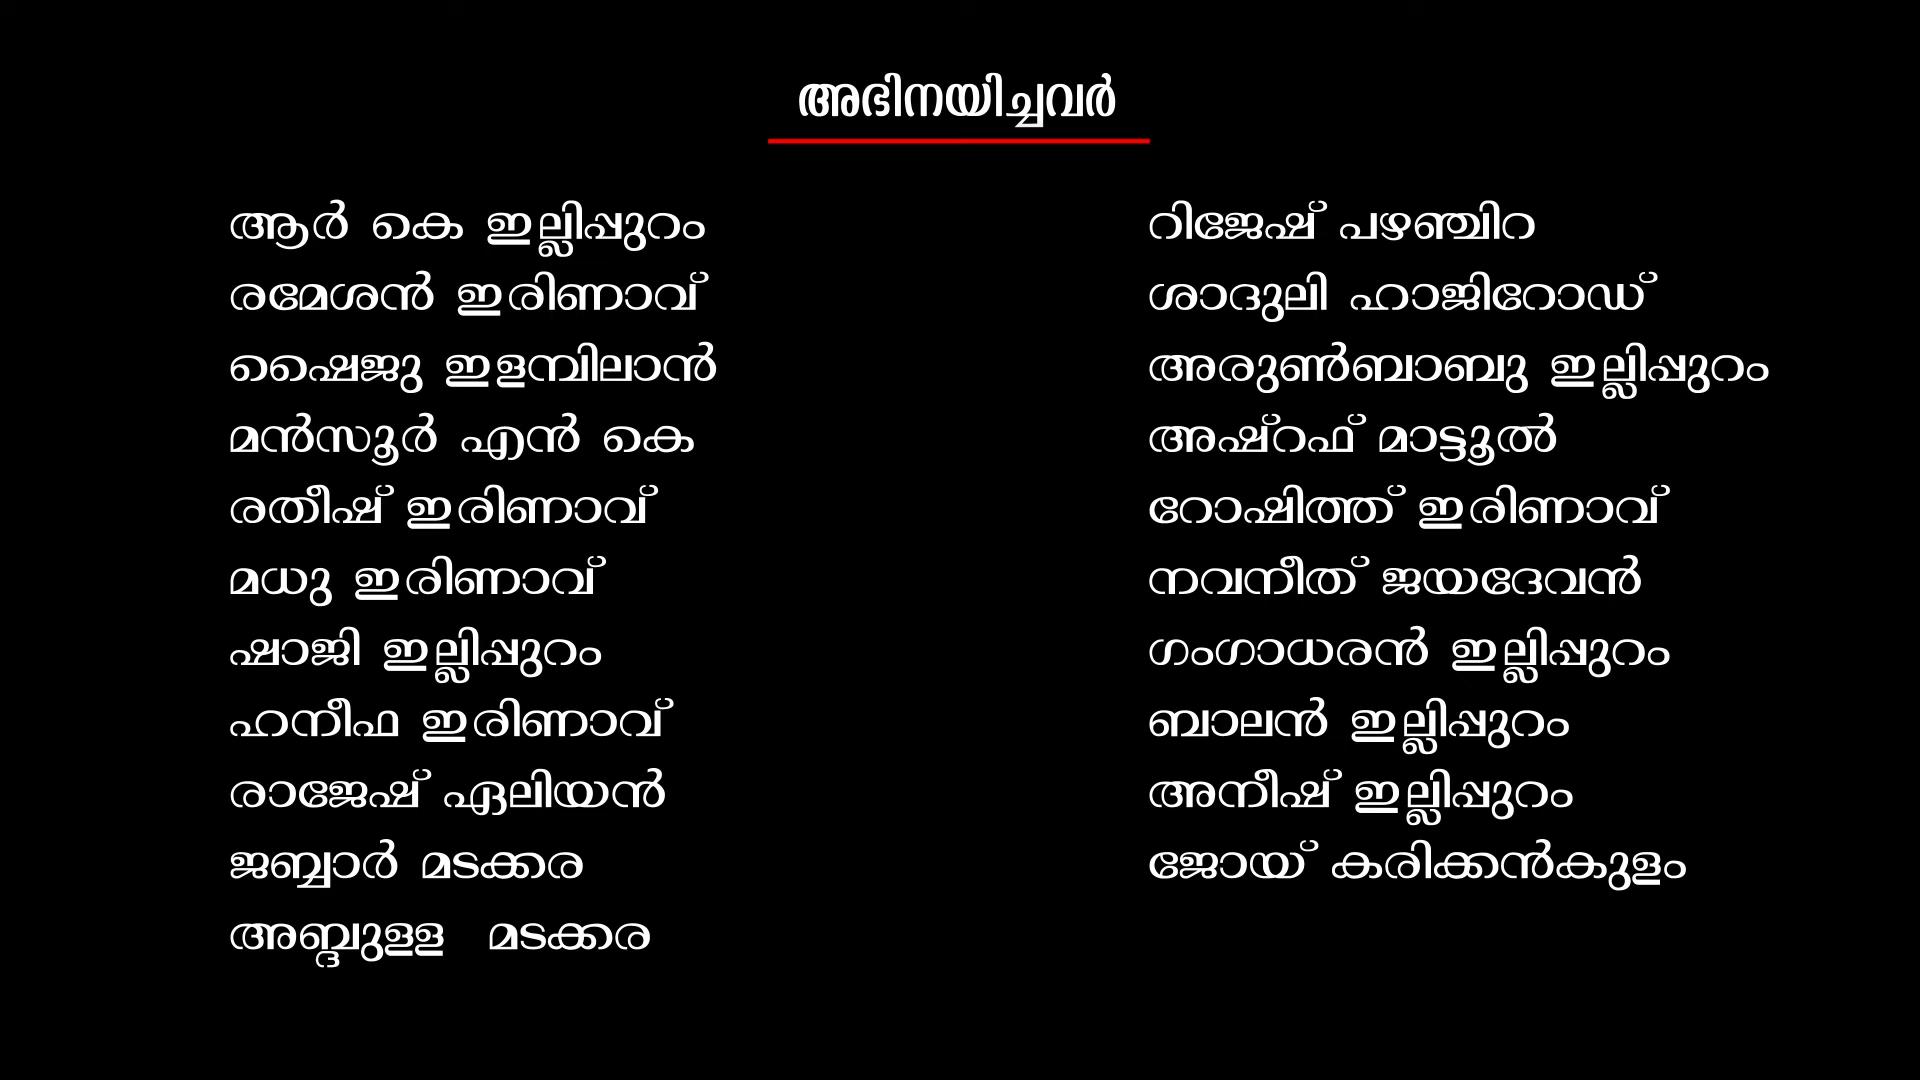 അഭിനയിച്ചവർ
ആർ കെ ഇല്ലിപ്പുറം
രമേശൻ ഇരിണാവ്
ഷൈജു ഇളമ്പിലാൻ
മൻസൂർ എൻ കെ
രതീഷ് ഇരിണാവ്
മധു ഇരിണാവ്
ഷാജി ഇല്ലിപ്പുറം
ഹനീഫ ഇരിണാവ്
രാജേഷ് ഏലിയൻ
ജബ്ബാർ മടക്കര
അബ്ദുള്ള മടക്കര
റിജേഷ് പഴഞ്ചിറ
ശാദുലി ഹാജിറോഡ്
അരുൺബാബു ഇല്ലിപ്പുറം
അഷ്റഫ് മാട്ടൂൽ
റോഷിത്ത് ഇരിണാവ്
നവനീത് ജയദേവൻ
ഗംഗാധരൻ ഇല്ലിപ്പുറം
ബാലൻ ഇല്ലിപ്പുറം
അനീഷ് ഇല്ലിപ്പുറം
ജോയ് കരിക്കൻകുളം